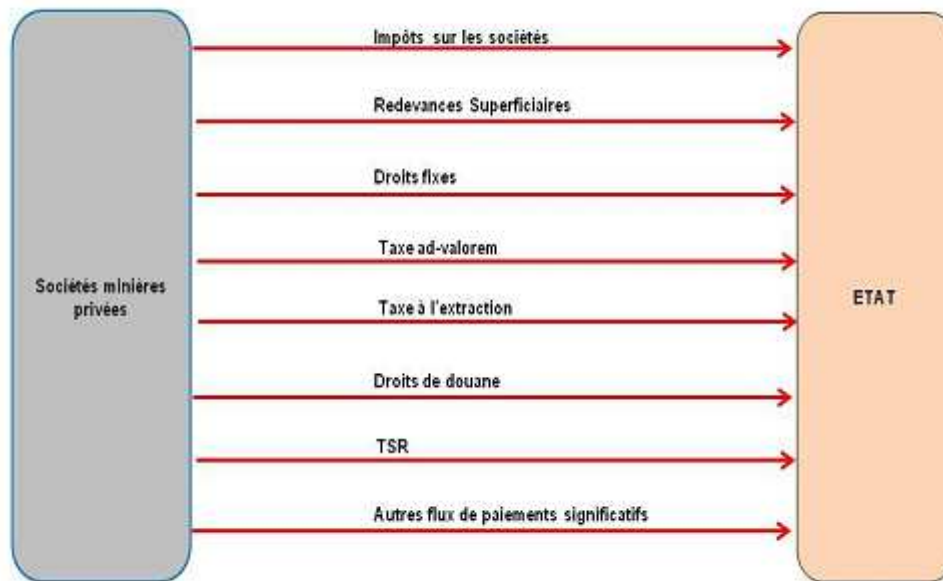 Impôts sur les sociétés
Redevances Superficiaires
Droits fixes
Taxe ad-valorem
Sociétés minières
privées
ETAT
Taxe à l'extraction
Droits de douane
TSR
Autres flux de paiements significatifs